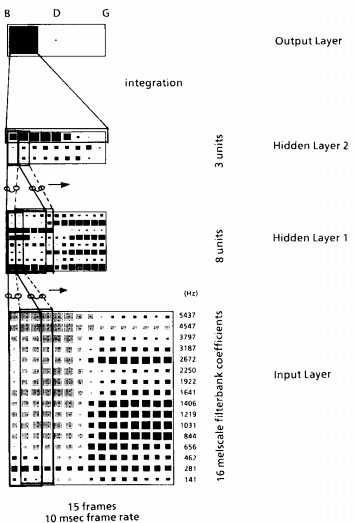 B D G
Output Layer
integration
Hidden Layer 2
3 units
Hidden Layer 1
8 units
(Hz)
5437
4547
3797
3187
2672
2250
1922
1641
1406
1219
1031
844
656
462
281
141
16 melscale filterbank coefficients
Input Layer
15 frames
10 msec frame rate